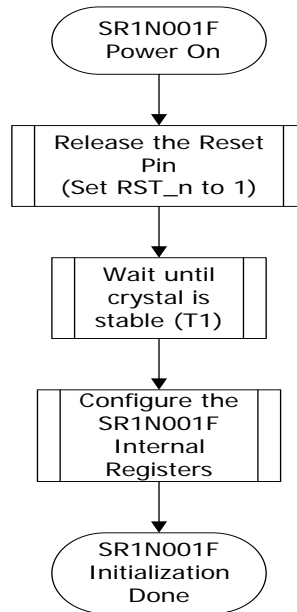 SR1N001F
Power On
Release the Reset
Pin
(Set RST_n to 1)
Wait until
crystal is
stable (T1)
Configure the
SR1N001F
Internal
Registers
SR1N001F
Initialization
Done